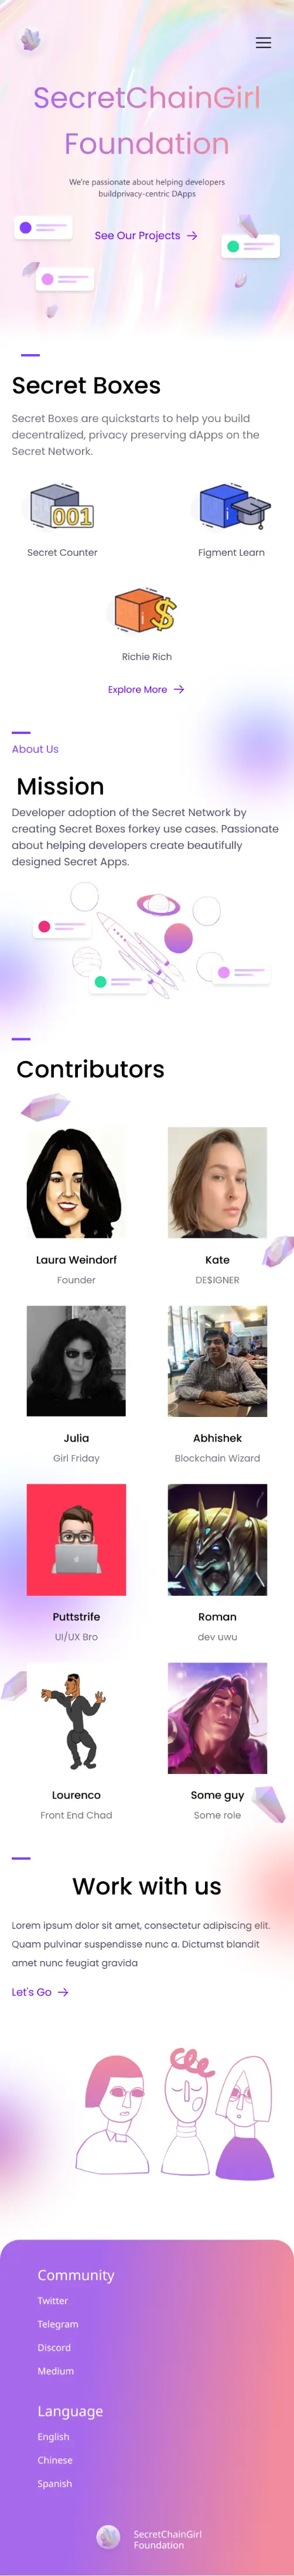 SecretChainGirl
Foundation
We're passionate about helping developers
buildprivacy-centric DApps
See Our Projects →
Secret Boxes
Secret Boxes are quickstarts to help you build
decentralized, privacy preserving dApps on the
Secret Network.
001
Secret Counter
Figment Learn
$
Richie Rich
Explore More →
About Us
Mission
Developer adoption of the Secret Network by
creating Secret Boxes forkey use cases. Passionate
about helping developers create beautifully
designed Secret Apps.
Contributors
Laura Weindorf
Founder
Kate
DE$IGNER
Julia
Girl Friday
Abhishek
Blockchain Wizard
Puttstrife
UI/UX Bro
Roman
dev uwu
Lourenco
Front End Chad
Some guy
Some role
Work with us
Lorem ipsum dolor sit amet, consectetur adipiscing elit.
Quam pulvinar suspendisse nunc a. Dictumst blandit
amet nunc feugiat gravida
Let's Go →
Community
Twitter
Telegram
Discord
Medium
Language
English
Chinese
Spanish
SecretChainGirl
Foundation